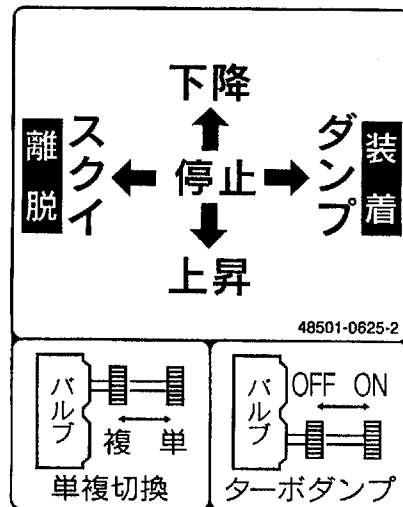 下降
離脱
スクイ
停止
ダンプ
装着
上昇
48501-0625-2
バルブ
複 単
単複切換
バルブ
OFF ON
ターボダンプ